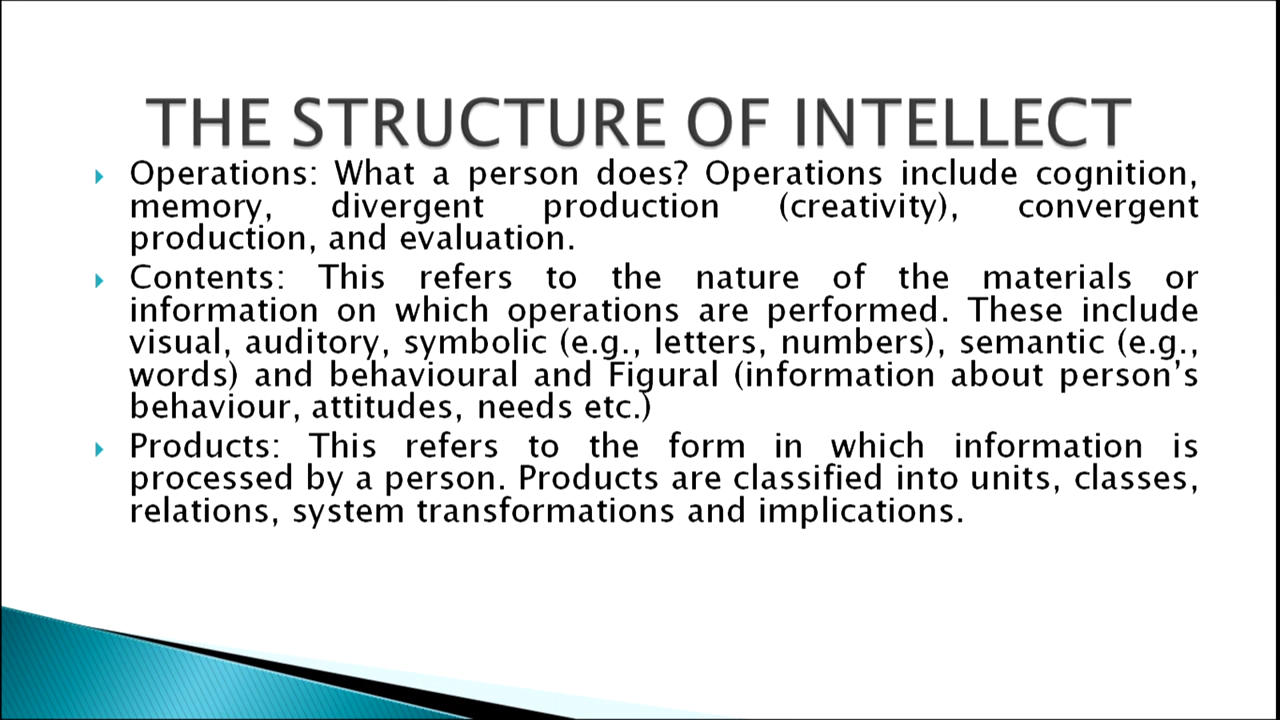 THE STRUCTURE OF INTELLECT
Operations: What a person does? Operations include cognition,
memory, divergent production (creativity), convergent
production, and evaluation.
Contents: This refers to the nature of the materials or
information on which operations are performed. These include
visual, auditory, symbolic (e.g., letters, numbers), semantic (e.g.,
words) and behavioural and Figural (information about person's
behaviour, attitudes, needs etc.)
Products: This refers to the form in which information is
processed by a person. Products are classified into units, classes,
relations, system transformations and implications.